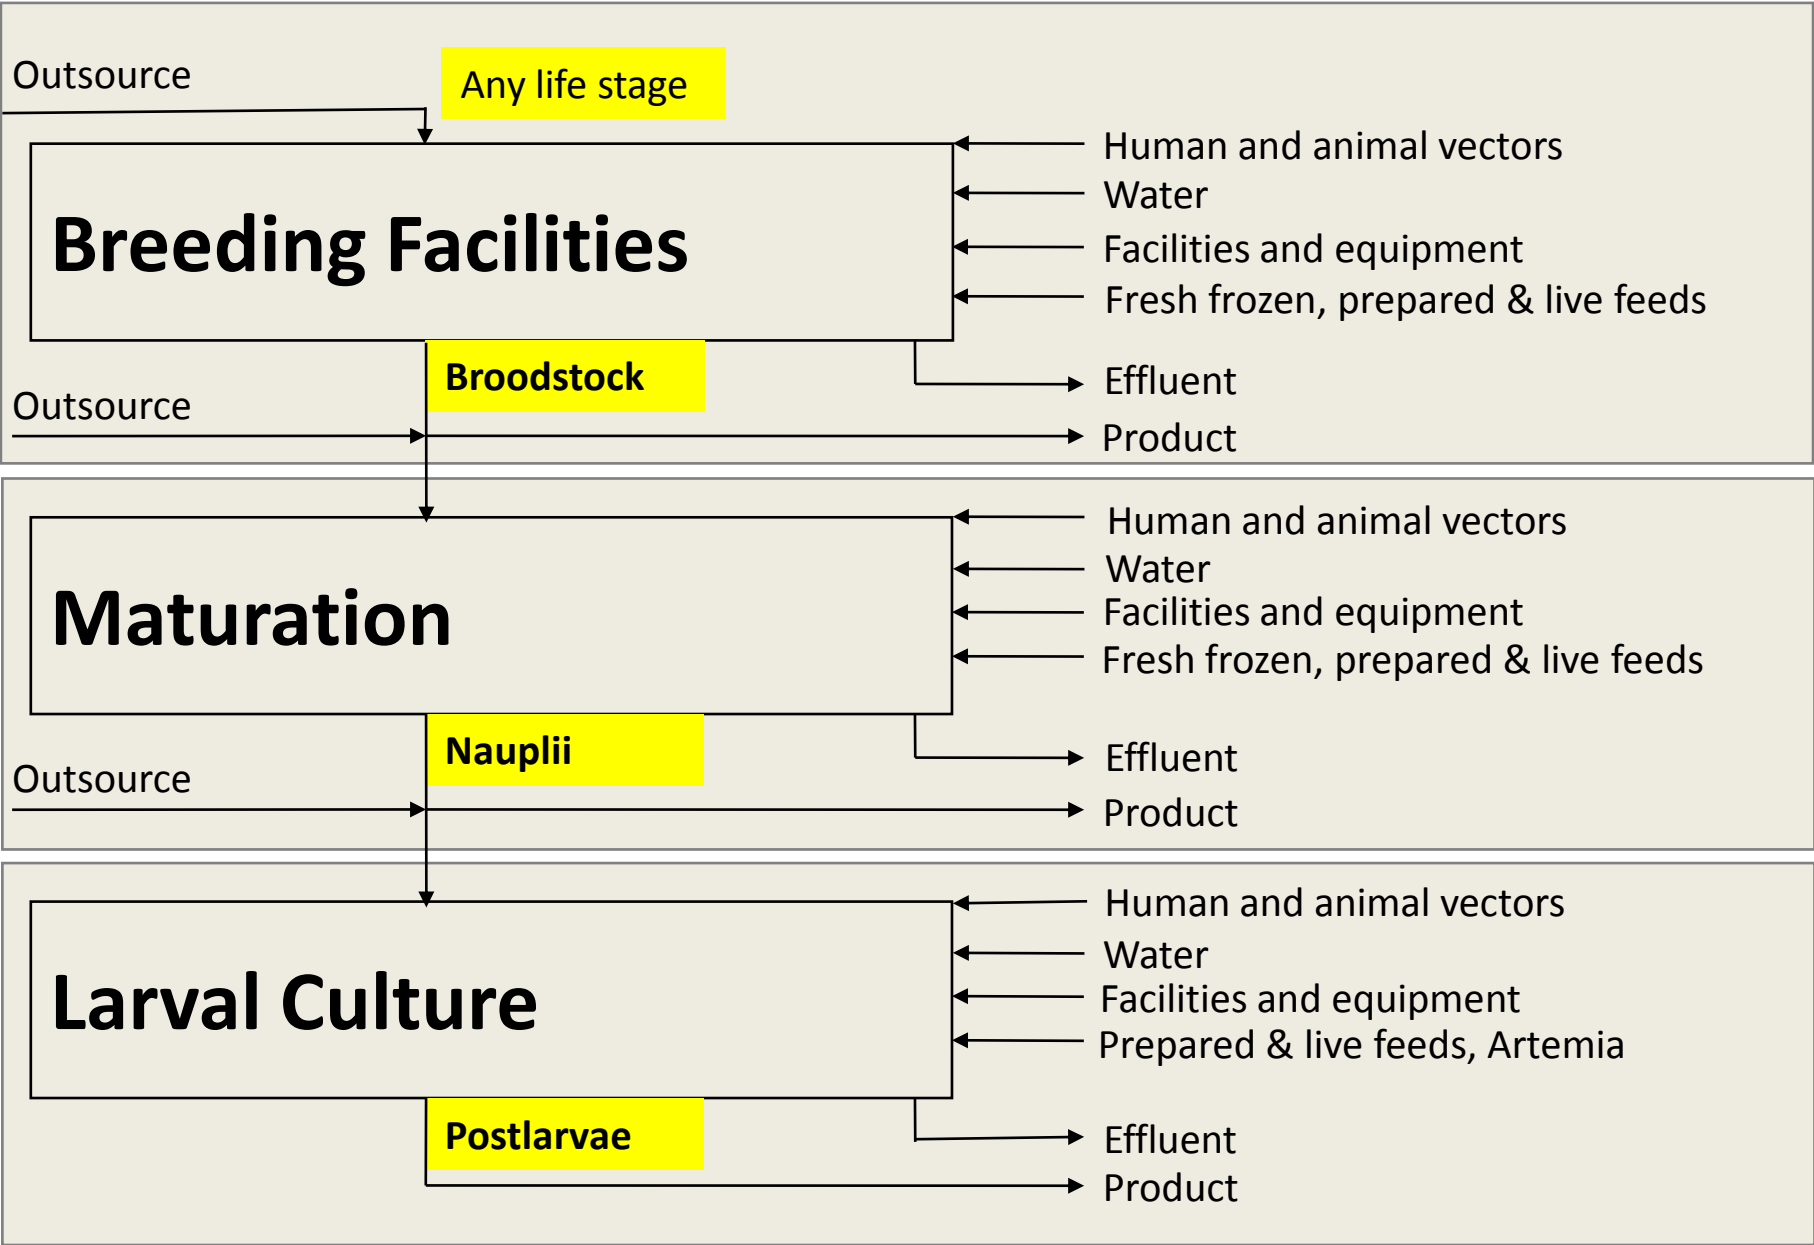 Outsource
Any life stage
Breeding Facilities
Human and animal vectors
Water
Facilities and equipment
Fresh frozen, prepared & live feeds
Broodstock
Effluent
Outsource
Product
Maturation
Human and animal vectors
Water
Facilities and equipment
Fresh frozen, prepared & live feeds
Nauplii
Effluent
Outsource
Product
Larval Culture
Human and animal vectors
Water
Facilities and equipment
Prepared & live feeds, Artemia
Postlarvae
Effluent
Product